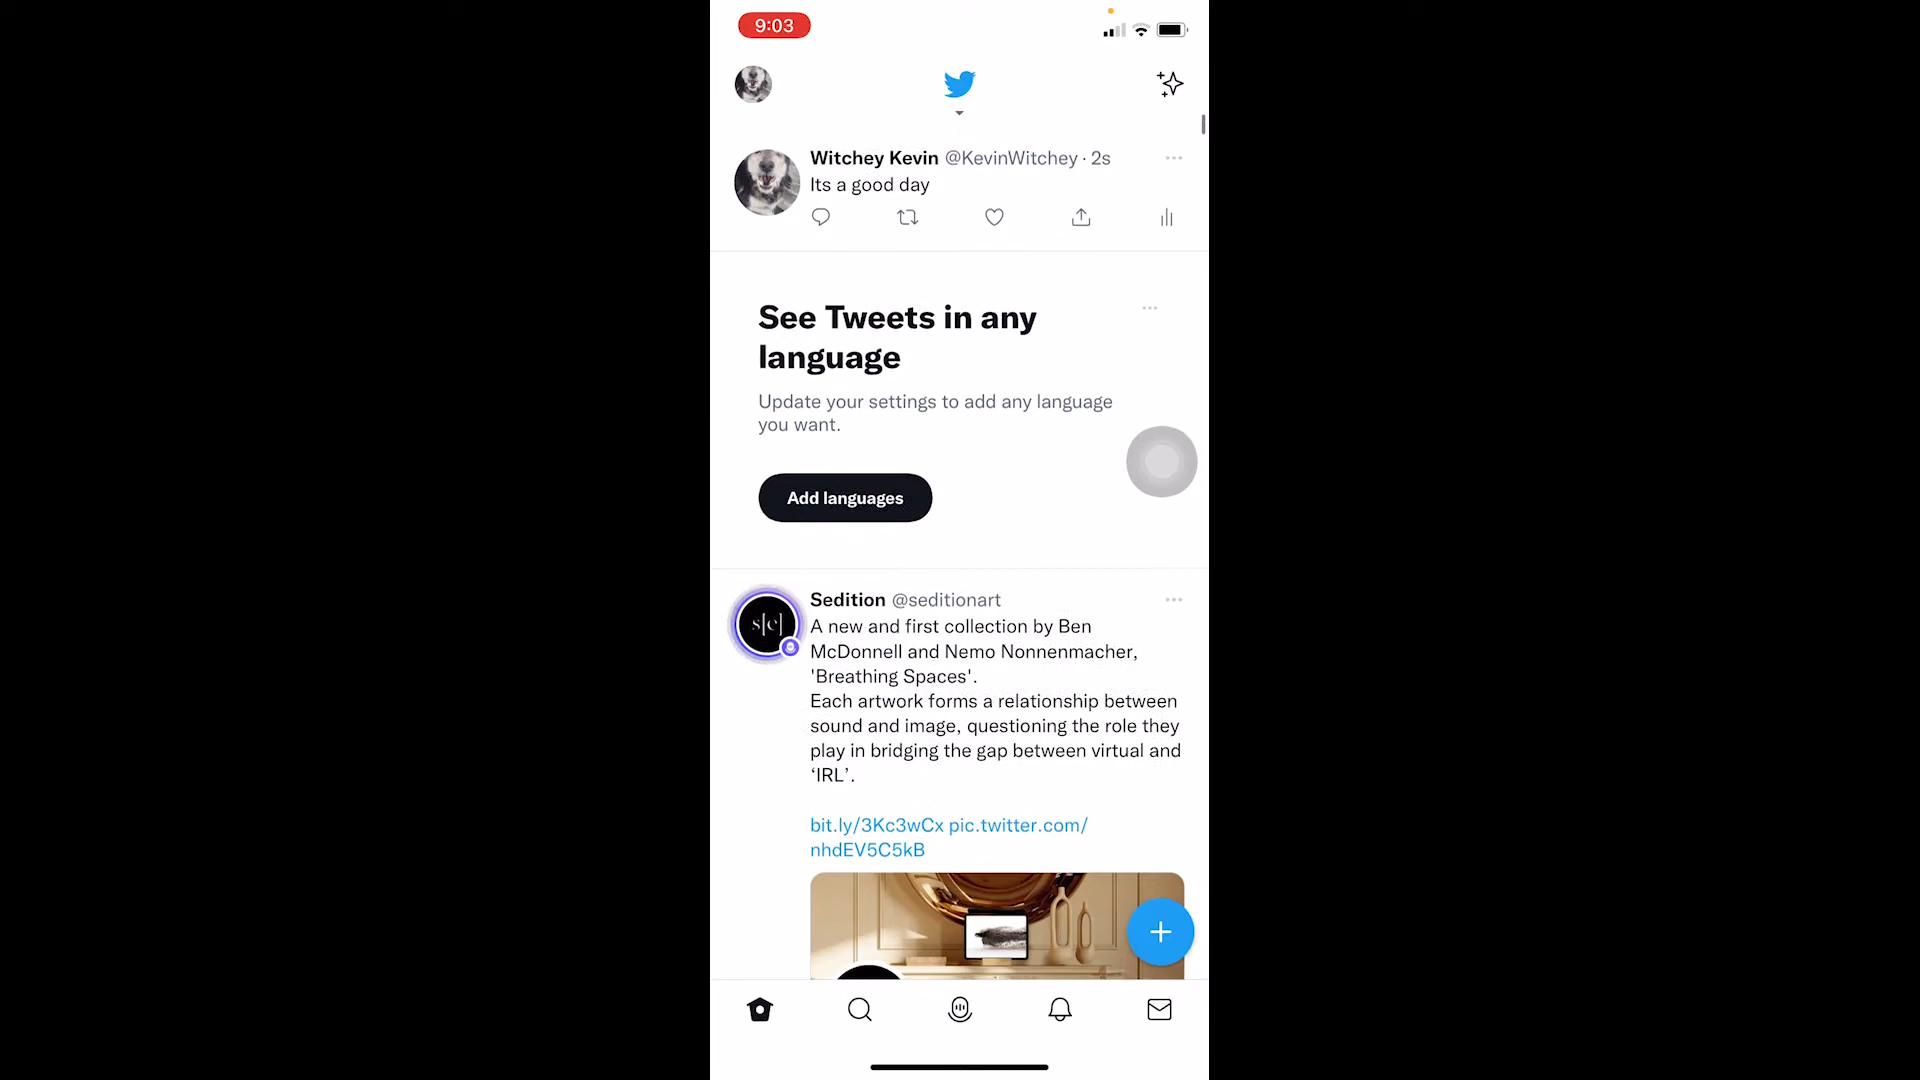 9:03
Witchey Kevin @KevinWitchey · 2s
Its a good day
See Tweets in any
language
Update your settings to add any language
you want.
Add languages
s[e]
Sedition @seditionart
A new and first collection by Ben
McDonnell and Nemo Nonnenmacher,
'Breathing Spaces'.
Each artwork forms a relationship between
sound and image, questioning the role they
play in bridging the gap between virtual and
‘IRL’.
bit.ly/3Kc3wCx pic.twitter.com/
nhdEV5C5kB